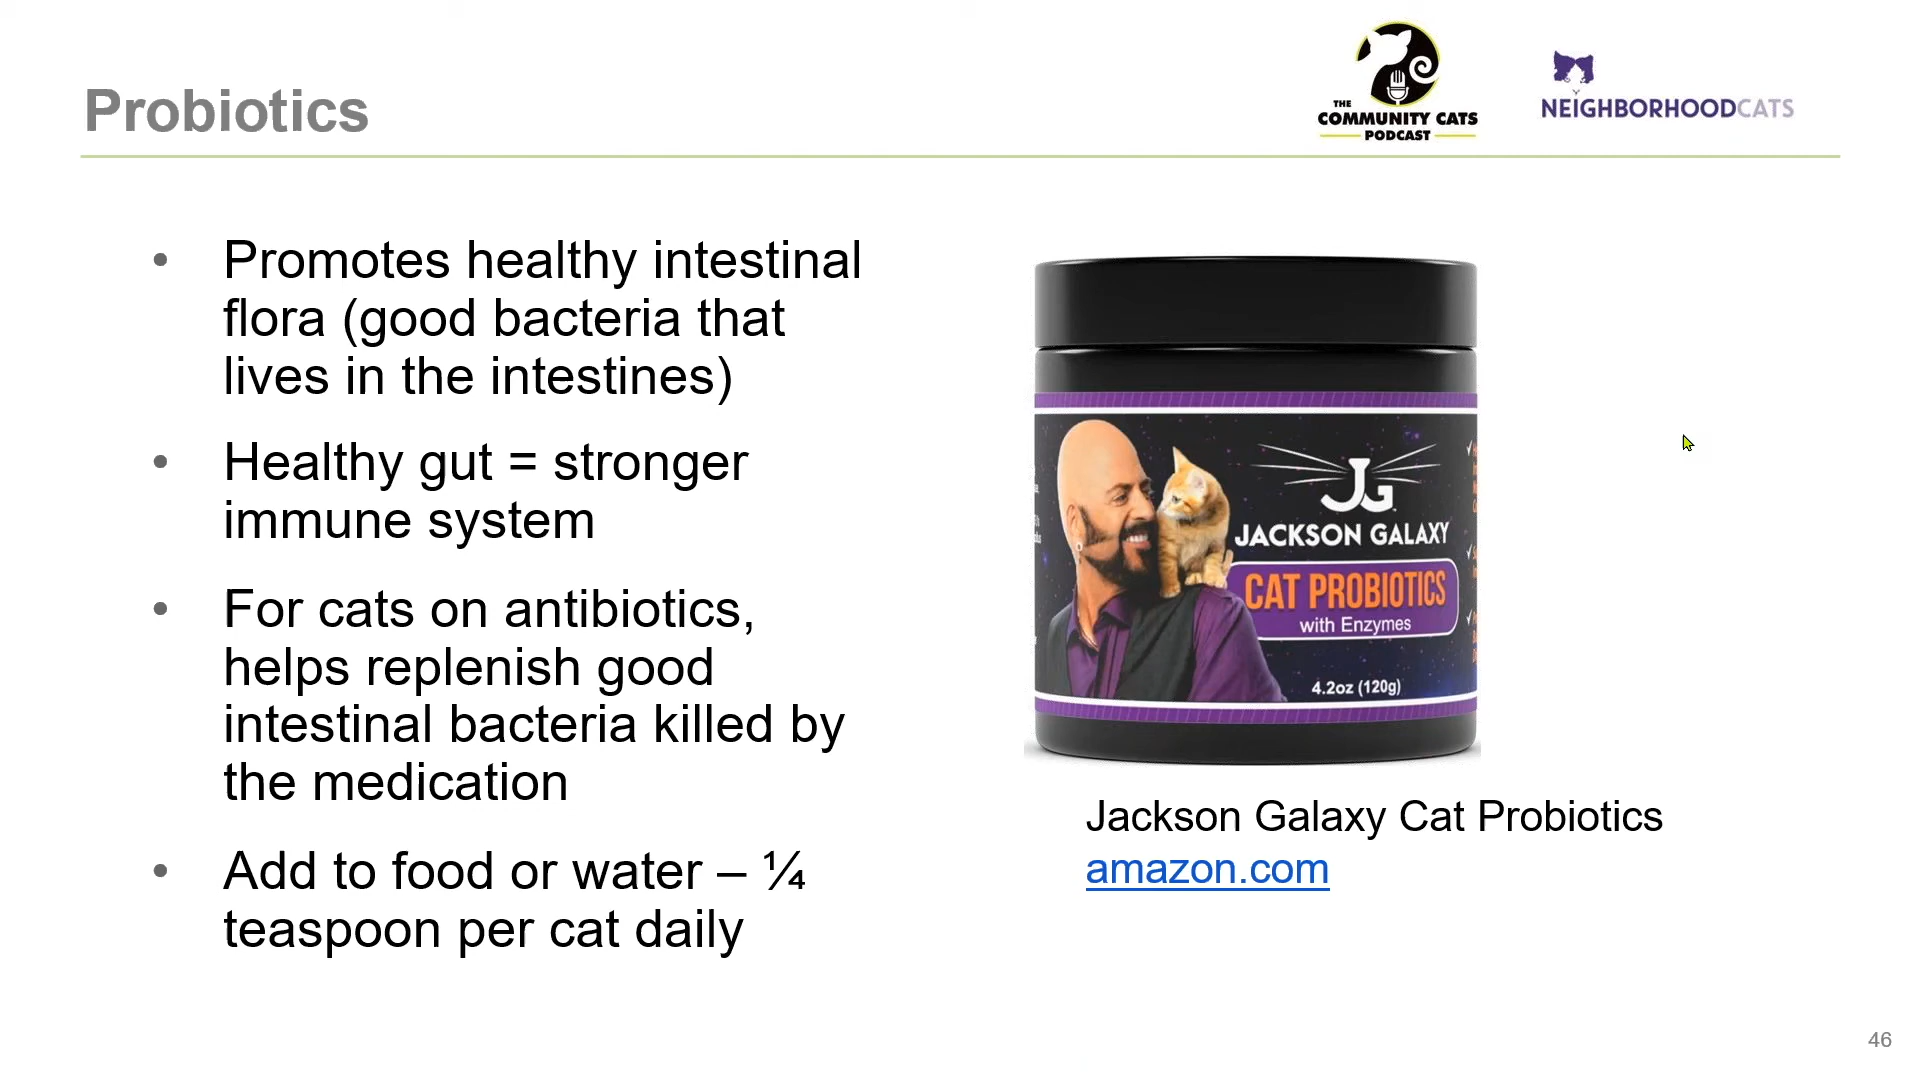 THE
COMMUNITY CATS
PODCAST
NEIGHBORHOODCATS
Probiotics
• Promotes healthy intestinal
flora (good bacteria that
lives in the intestines)
• Healthy gut = stronger
immune system
• For cats on antibiotics,
helps replenish good
intestinal bacteria killed by
the medication
• Add to food or water – ¼
teaspoon per cat daily
JG
JACKSON GALAXY
CAT PROBIOTICS
with Enzymes
4.2oz (120g)
Jackson Galaxy Cat Probiotics
amazon.com
46